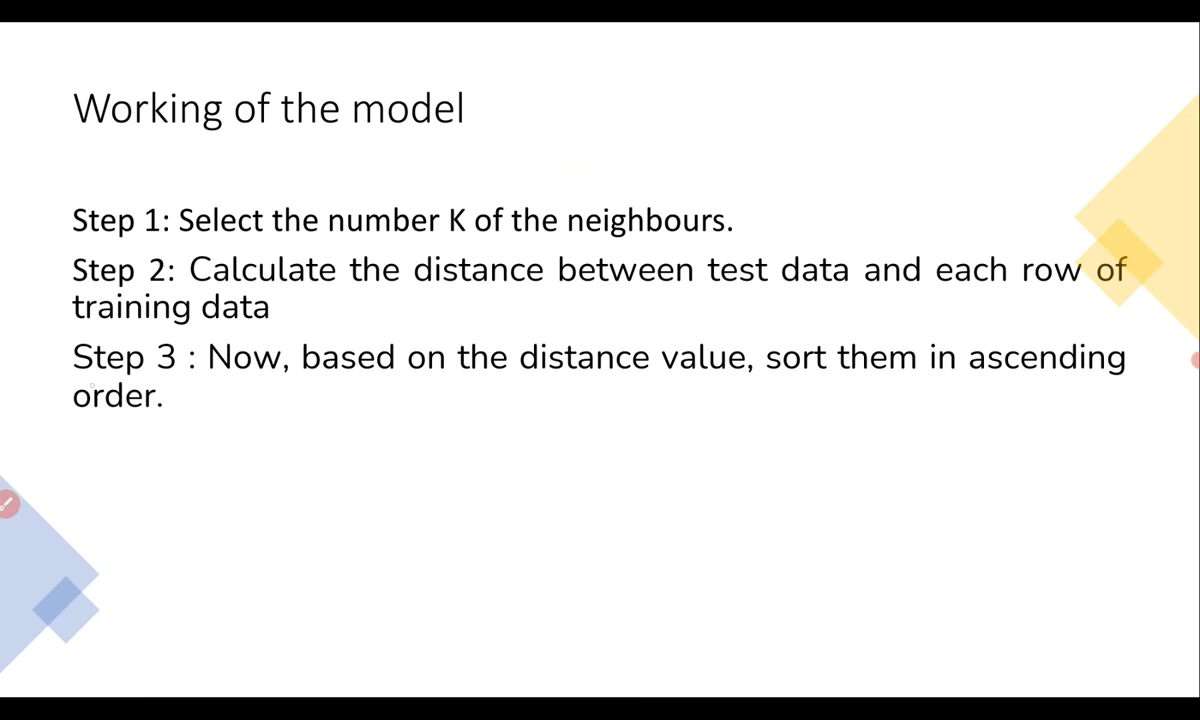 Working of the model
Step 1: Select the number K of the neighbours.
Step 2: Calculate the distance between test data and each row of
training data
Step 3 : Now, based on the distance value, sort them in ascending
order.